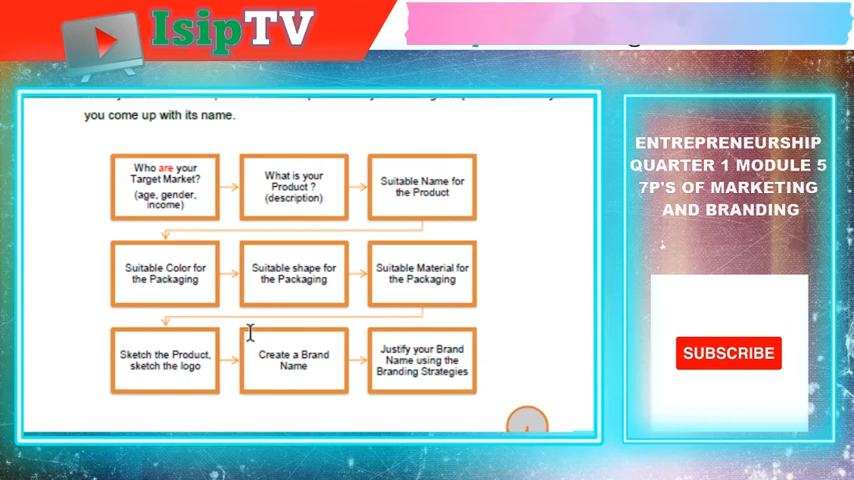 IsipTV
you come up with its name.
Who are your
Target Market?
(age, gender,
income)
What is your
Product ?
(description)
Suitable Name for
the Product
Suitable Color for
the Packaging
Suitable shape for
the Packaging
Suitable Material for
the Packaging
Sketch the Product,
sketch the logo
Create a Brand
Name
Justify your Brand
Name using the
Branding Strategies
ENTREPRENEURSHIP
QUARTER 1 MODULE 5
7P'S OF MARKETING
AND BRANDING
SUBSCRIBE